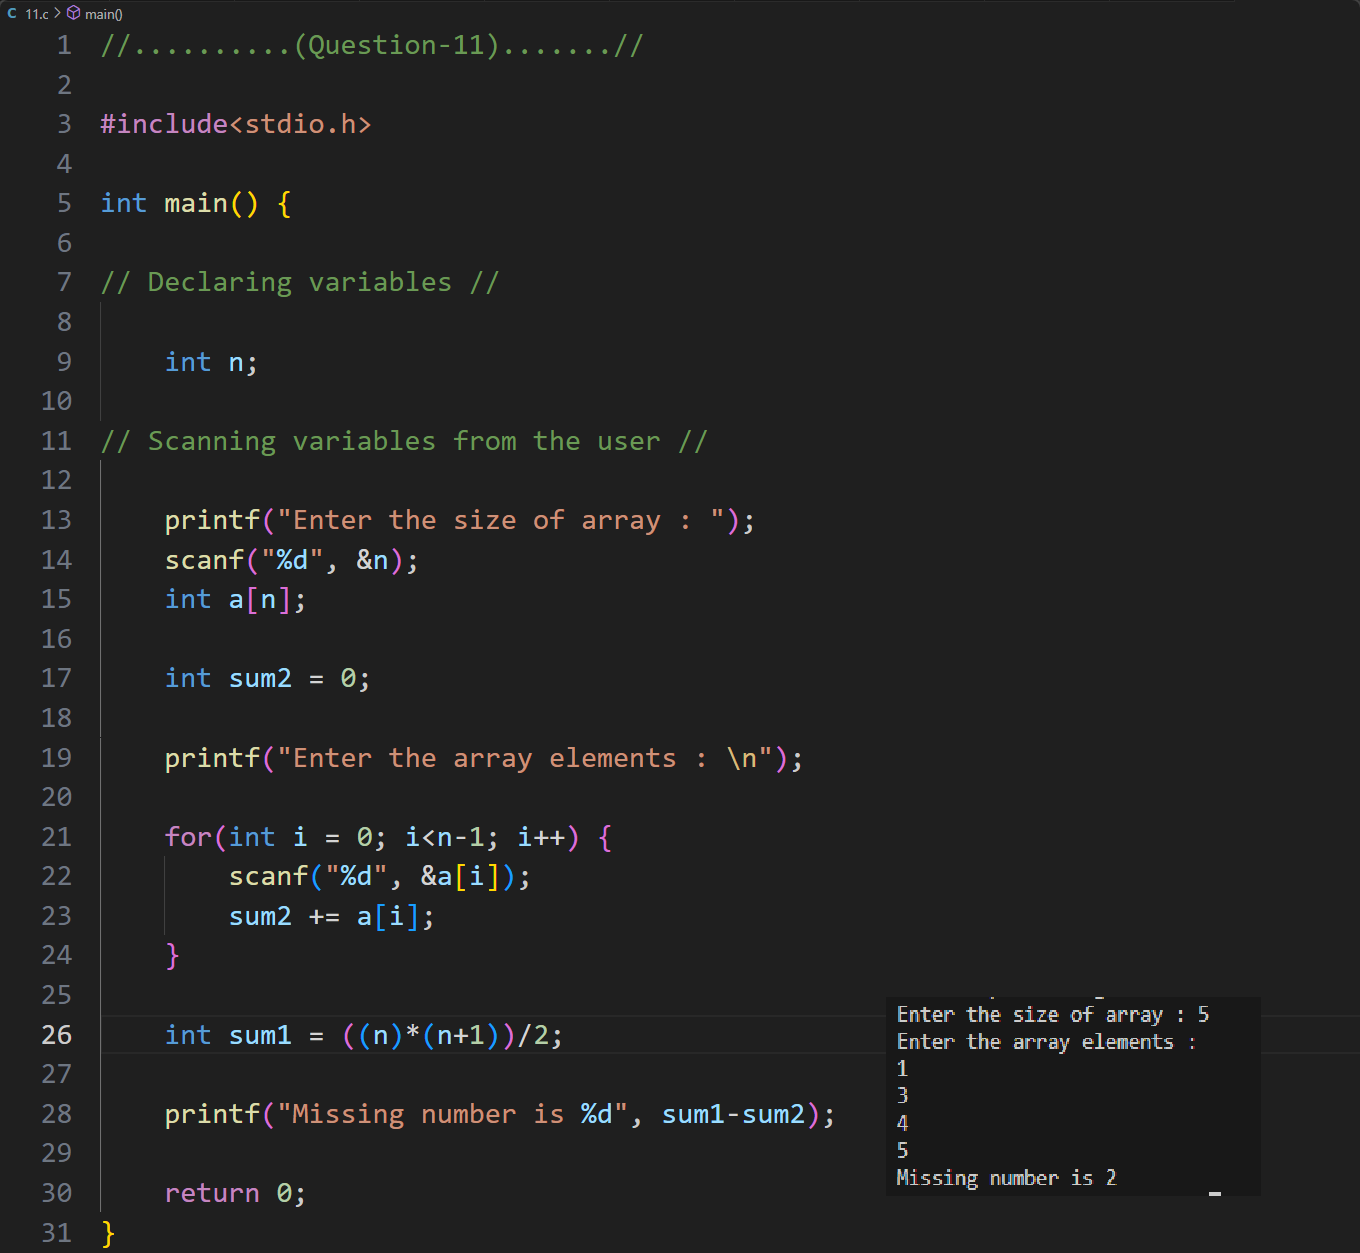 11.c > main()
1 //..........(Question-11).......//
2
3 #include<stdio.h>
4
5 int main() {
6
7 // Declaring variables //
8
9     int n;
10
11 // Scanning variables from the user //
12
13     printf("Enter the size of array : ");
14     scanf("%d", &n);
15     int a[n];
16
17     int sum2 = 0;
18
19     printf("Enter the array elements : \n");
20
21     for(int i = 0; i<n-1; i++) {
22         scanf("%d", &a[i]);
23         sum2 += a[i];
24     }
25
26     int sum1 = ((n)*(n+1))/2;
27
28     printf("Missing number is %d", sum1-sum2);
29
30     return 0;
31 }
Enter the size of array : 5
Enter the array elements :
1
3
4
5
Missing number is 2